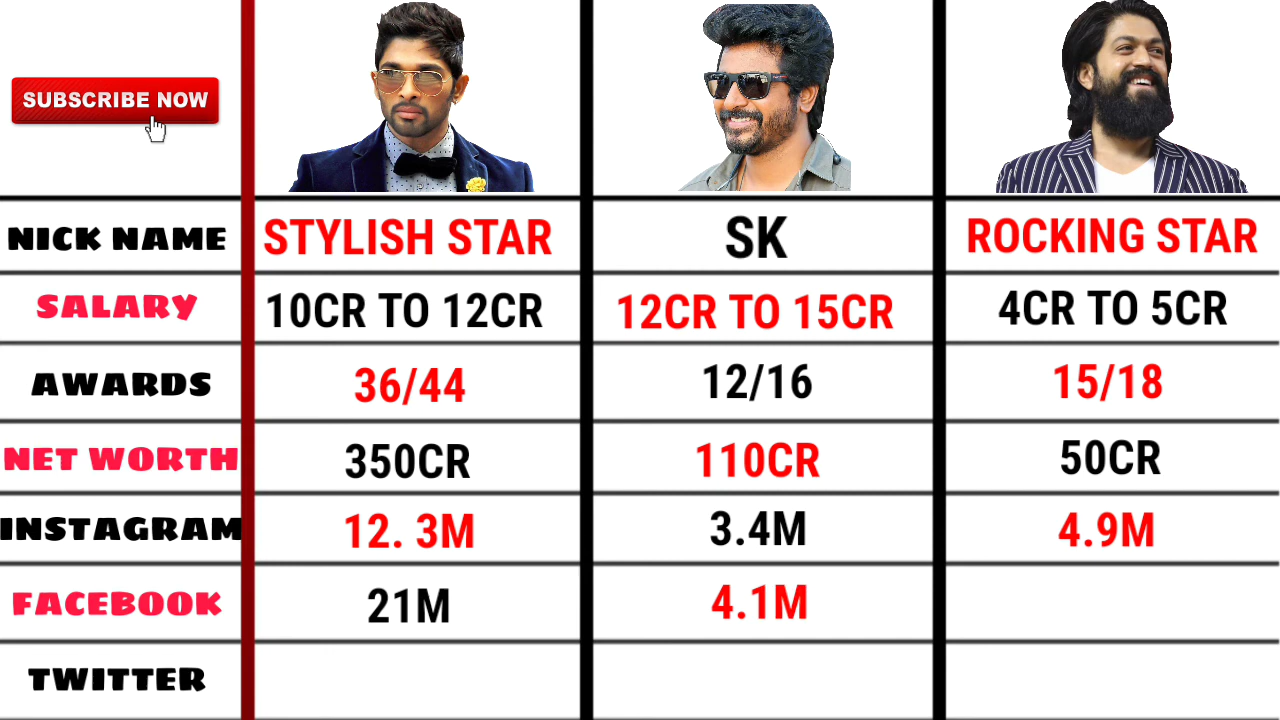 SUBSCRIBE NOW
NICK NAME STYLISH STAR SK ROCKING STAR
SALARY 10CR TO 12CR 12CR TO 15CR 4CR TO 5CR
AWARDS 36/44 12/16 15/18
NET WORTH 350CR 110CR 50CR
INSTAGRAM 12. 3M 3.4M 4.9M
FACEBOOK 21M 4.1M
TWITTER